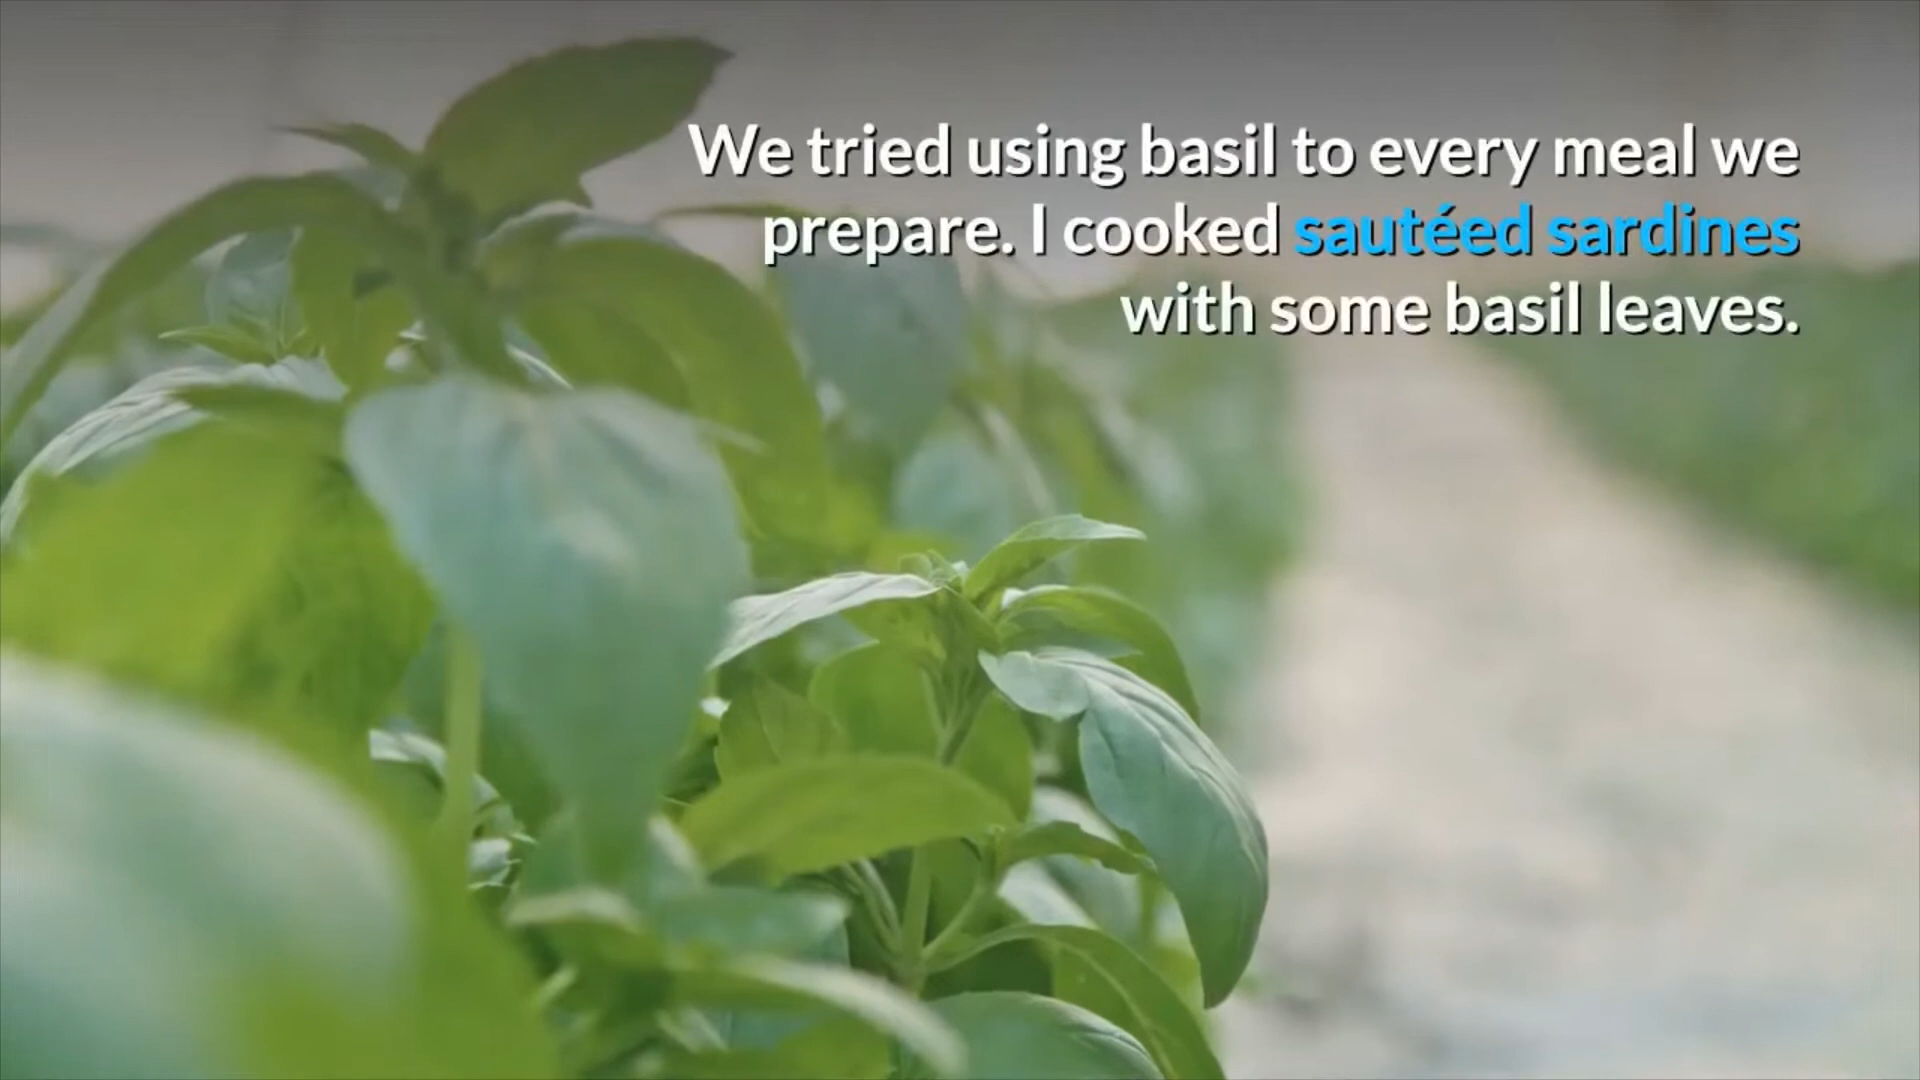 We tried using basil to every meal we
prepare. I cooked sautéed sardines
with some basil leaves.